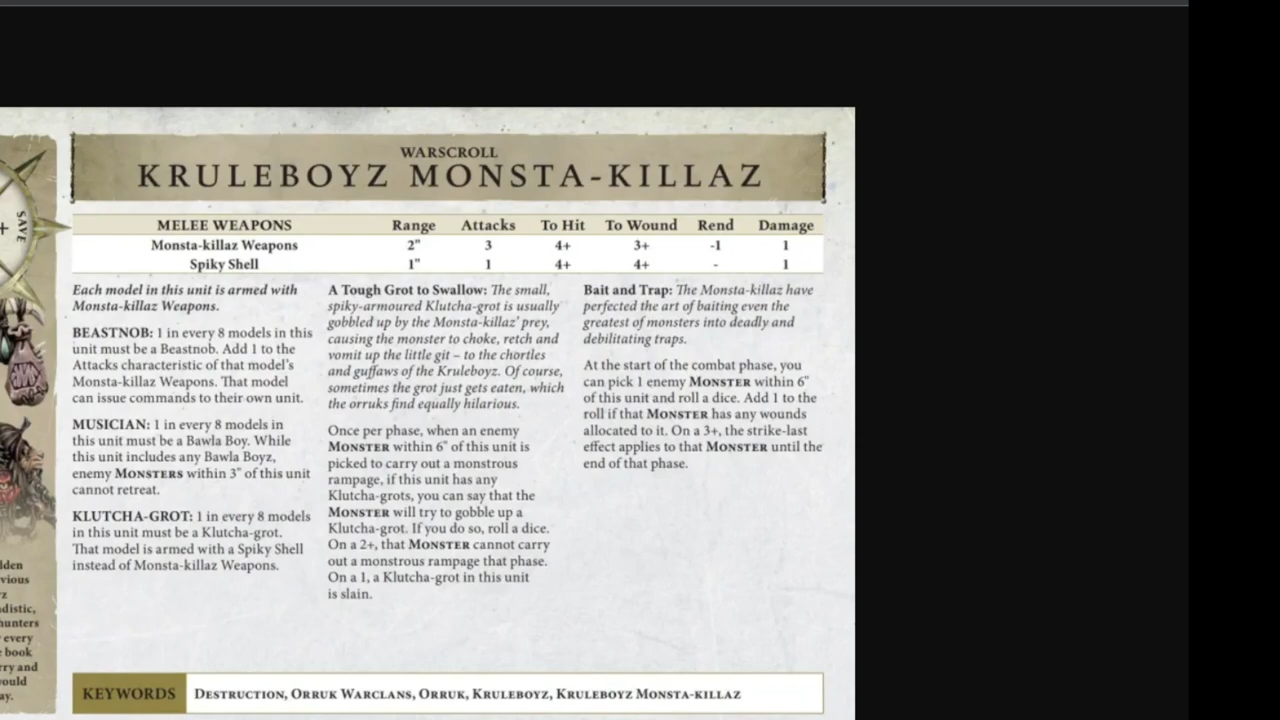 WARSCROLL
KRULEBOYZ MONSTA-KILLAZ
SAVE
+
MELEE WEAPONS Range Attacks To Hit To Wound Rend Damage
Monsta-killaz Weapons 2" 3 4+ 3+ -1 1
Spiky Shell 1" 1 4+ 4+ - 1
Each model in this unit is armed with
Monsta-killaz Weapons.
BEASTNOB: 1 in every 8 models in this
unit must be a Beastnob. Add 1 to the
Attacks characteristic of that model's
Monsta-killaz Weapons. That model
can issue commands to their own unit.
MUSICIAN: 1 in every 8 models in
this unit must be a Bawla Boy. While
this unit includes any Bawla Boyz,
enemy MONSTERS within 3" of this unit
cannot retreat.
KLUTCHA-GROT: 1 in every 8 models
in this unit must be a Klutcha-grot.
That model is armed with a Spiky Shell
instead of Monsta-killaz Weapons.
A Tough Grot to Swallow: The small,
spiky-armoured Klutcha-grot is usually
gobbled up by the Monsta-killaz' prey,
causing the monster to choke, retch and
vomit up the little git – to the chortles
and guffaws of the Kruleboyz. Of course,
sometimes the grot just gets eaten, which
the orruks find equally hilarious.
Once per phase, when an enemy
MONSTER within 6" of this unit is
picked to carry out a monstrous
rampage, if this unit has any
Klutcha-grots, you can say that the
MONSTER will try to gobble up a
Klutcha-grot. If you do so, roll a dice.
On a 2+, that MONSTER cannot carry
out a monstrous rampage that phase.
On a 1, a Klutcha-grot in this unit
is slain.
Bait and Trap: The Monsta-killaz have
perfected the art of baiting even the
greatest of monsters into deadly and
debilitating traps.
At the start of the combat phase, you
can pick 1 enemy MONSTER within 6"
of this unit and roll a dice. Add 1 to the
roll if that MONSTER has any wounds
allocated to it. On a 3+, the strike-last
effect applies to that MONSTER until the
end of that phase.
lden
vious
z
distic,
hunters
every
book
rry and
ould
ay.
KEYWORDS DESTRUCTION, ORRUK WARCLANS, ORRUK, KRULEBOYZ, KRULEBOYZ MONSTA-KILLAZ